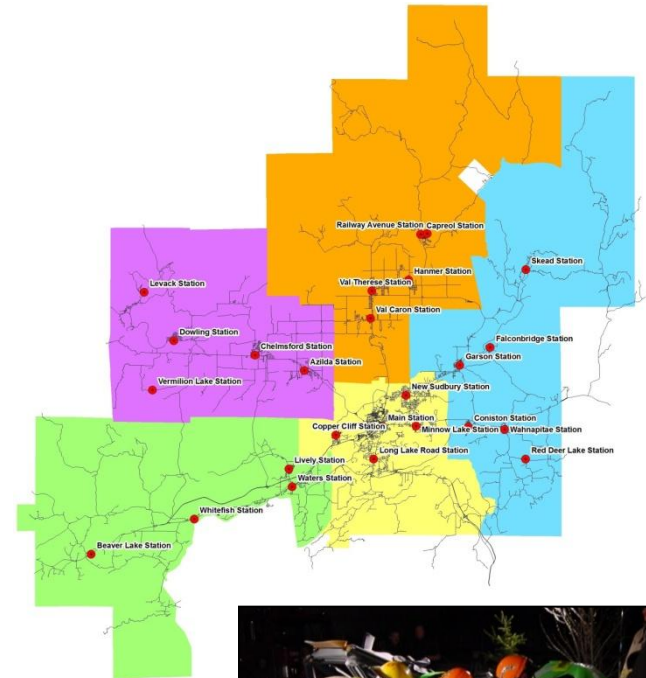 Railway Avenue Station
Capreol Station
Skead Station
Hanmer Station
Levack Station
Val Therese Station
Val Caron Station
Dowling Station
Falconbridge Station
Chelmsford Station
Garson Station
Azilda Station
Vermilion Lake Station
New Sudbury Station
Main Station
Coniston Station
Copper Cliff Station
Minnow Lake Station
Wahnapitae Station
Long Lake Road Station
Red Deer Lake Station
Lively Station
Waters Station
Whitefish Station
Beaver Lake Station